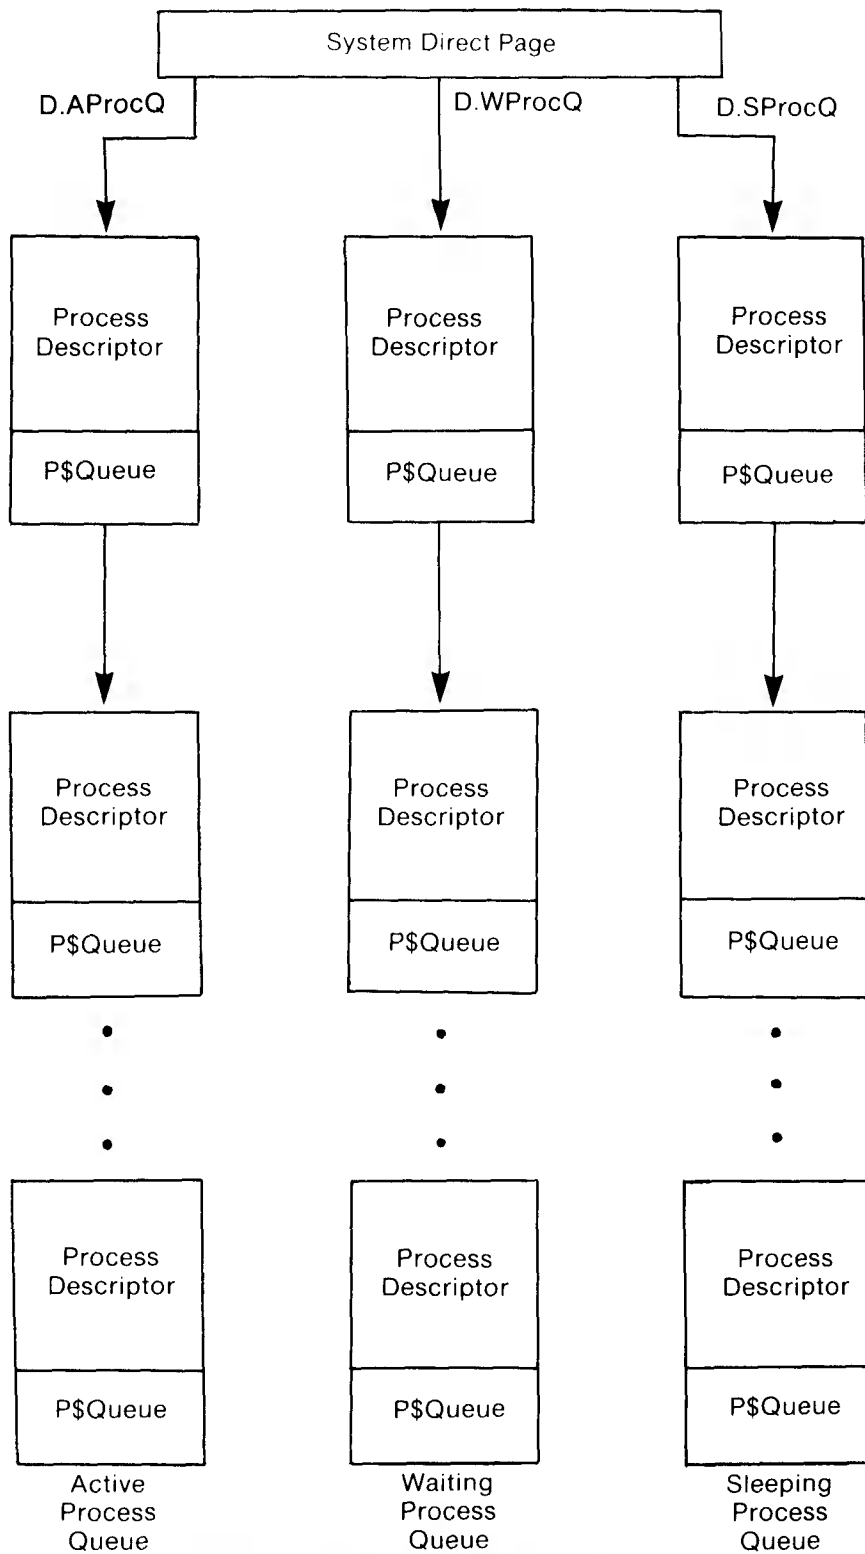 System Direct Page
D.AProcQ
D.WProcQ
D.SProcQ
Process
Descriptor
P$Queue
Process
Descriptor
P$Queue
Process
Descriptor
P$Queue
Process
Descriptor
P$Queue
Process
Descriptor
P$Queue
Process
Descriptor
P$Queue
Process
Descriptor
P$Queue
Process
Descriptor
P$Queue
Process
Descriptor
P$Queue
Active
Process
Queue
Waiting
Process
Queue
Sleeping
Process
Queue